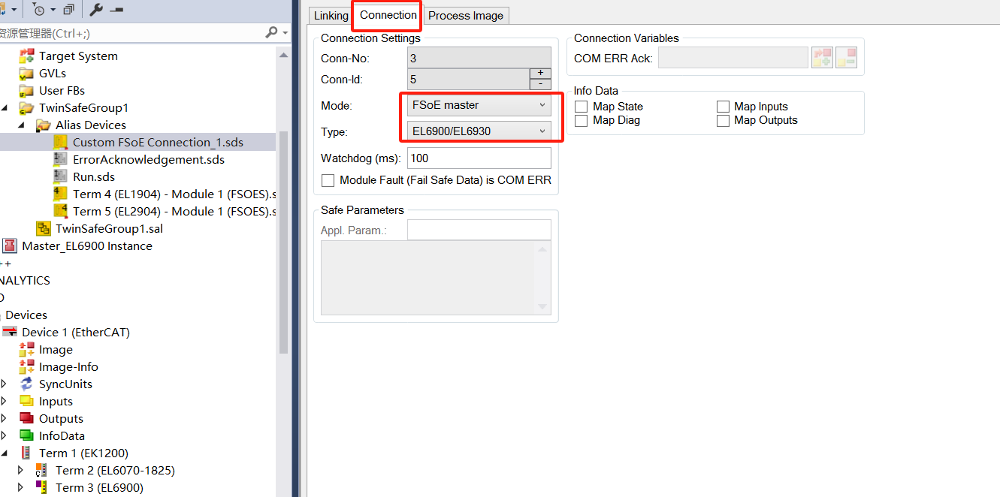 资源管理器(Ctrl+;)
Target System
GVLs
User FBs
TwinSafeGroup1
Alias Devices
Custom FSoE Connection_1.sds
ErrorAcknowledgement.sds
Run.sds
Term 4 (EL1904) - Module 1 (FSOES).s
Term 5 (EL2904) - Module 1 (FSOES).s
TwinSafeGroup1.sal
Master_EL6900 Instance
++
NALYTICS
O
Devices
Device 1 (EtherCAT)
Image
Image-Info
SyncUnits
Inputs
Outputs
InfoData
Term 1 (EK1200)
Term 2 (EL6070-1825)
Term 3 (EL6900)
Linking Connection Process Image
Connection Settings
Conn-No: 3
Conn-Id: 5 + -
Mode: FSoE master
Type: EL6900/EL6930
Watchdog (ms): 100
Module Fault (Fail Safe Data) is COM ERR
Safe Parameters
Appl. Param.:
Connection Variables
COM ERR Ack:
Info Data
Map State Map Inputs
Map Diag Map Outputs